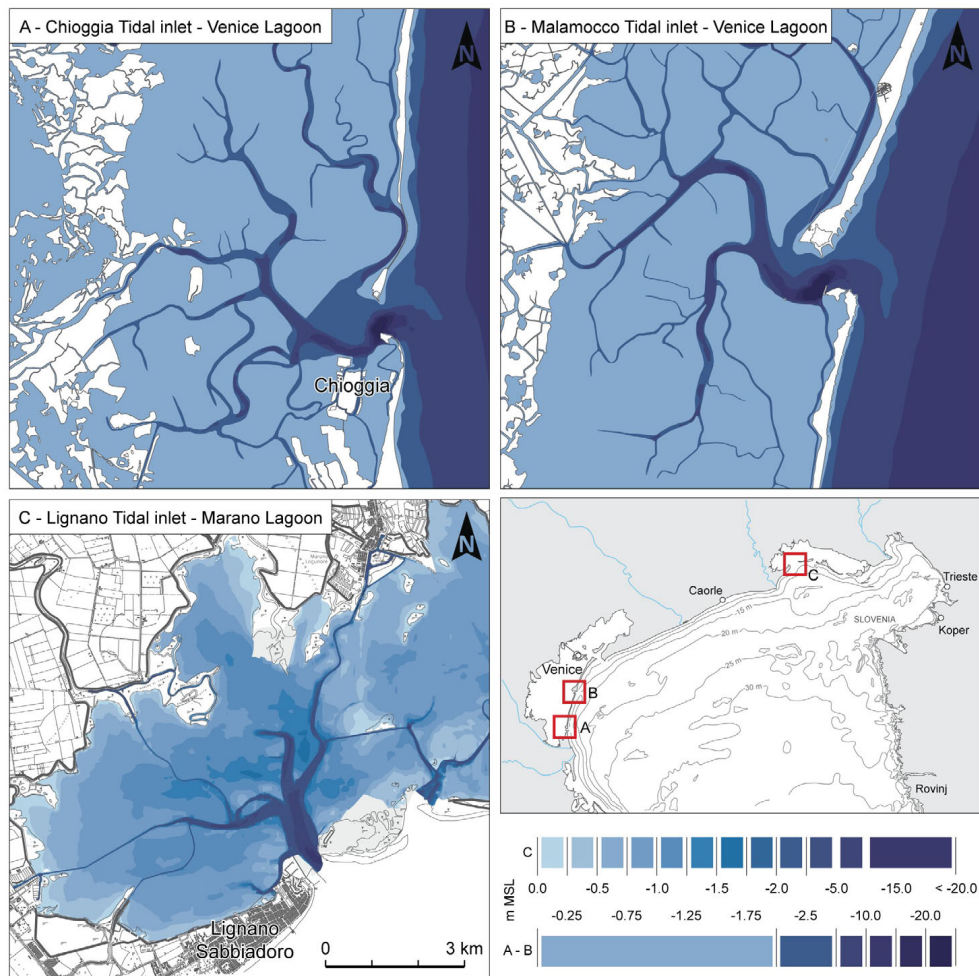 A - Chioggia Tidal inlet - Venice Lagoon
N
Chioggia
B - Malamocco Tidal inlet - Venice Lagoon
N
C - Lignano Tidal inlet - Marano Lagoon
N
Lignano
Sabbiadoro
0 3 km
C
Caorle
Trieste
Koper
SLOVENIA
-15 m
20 m
25 m
30 m
Venice
B
A
Rovinj
C
0.0 -0.5 -1.0 -1.5 -2.0 -5.0 -15.0 < -20.0
m MSL
-0.25 -0.75 -1.25 -1.75 -2.5 -10.0 -20.0
A - B